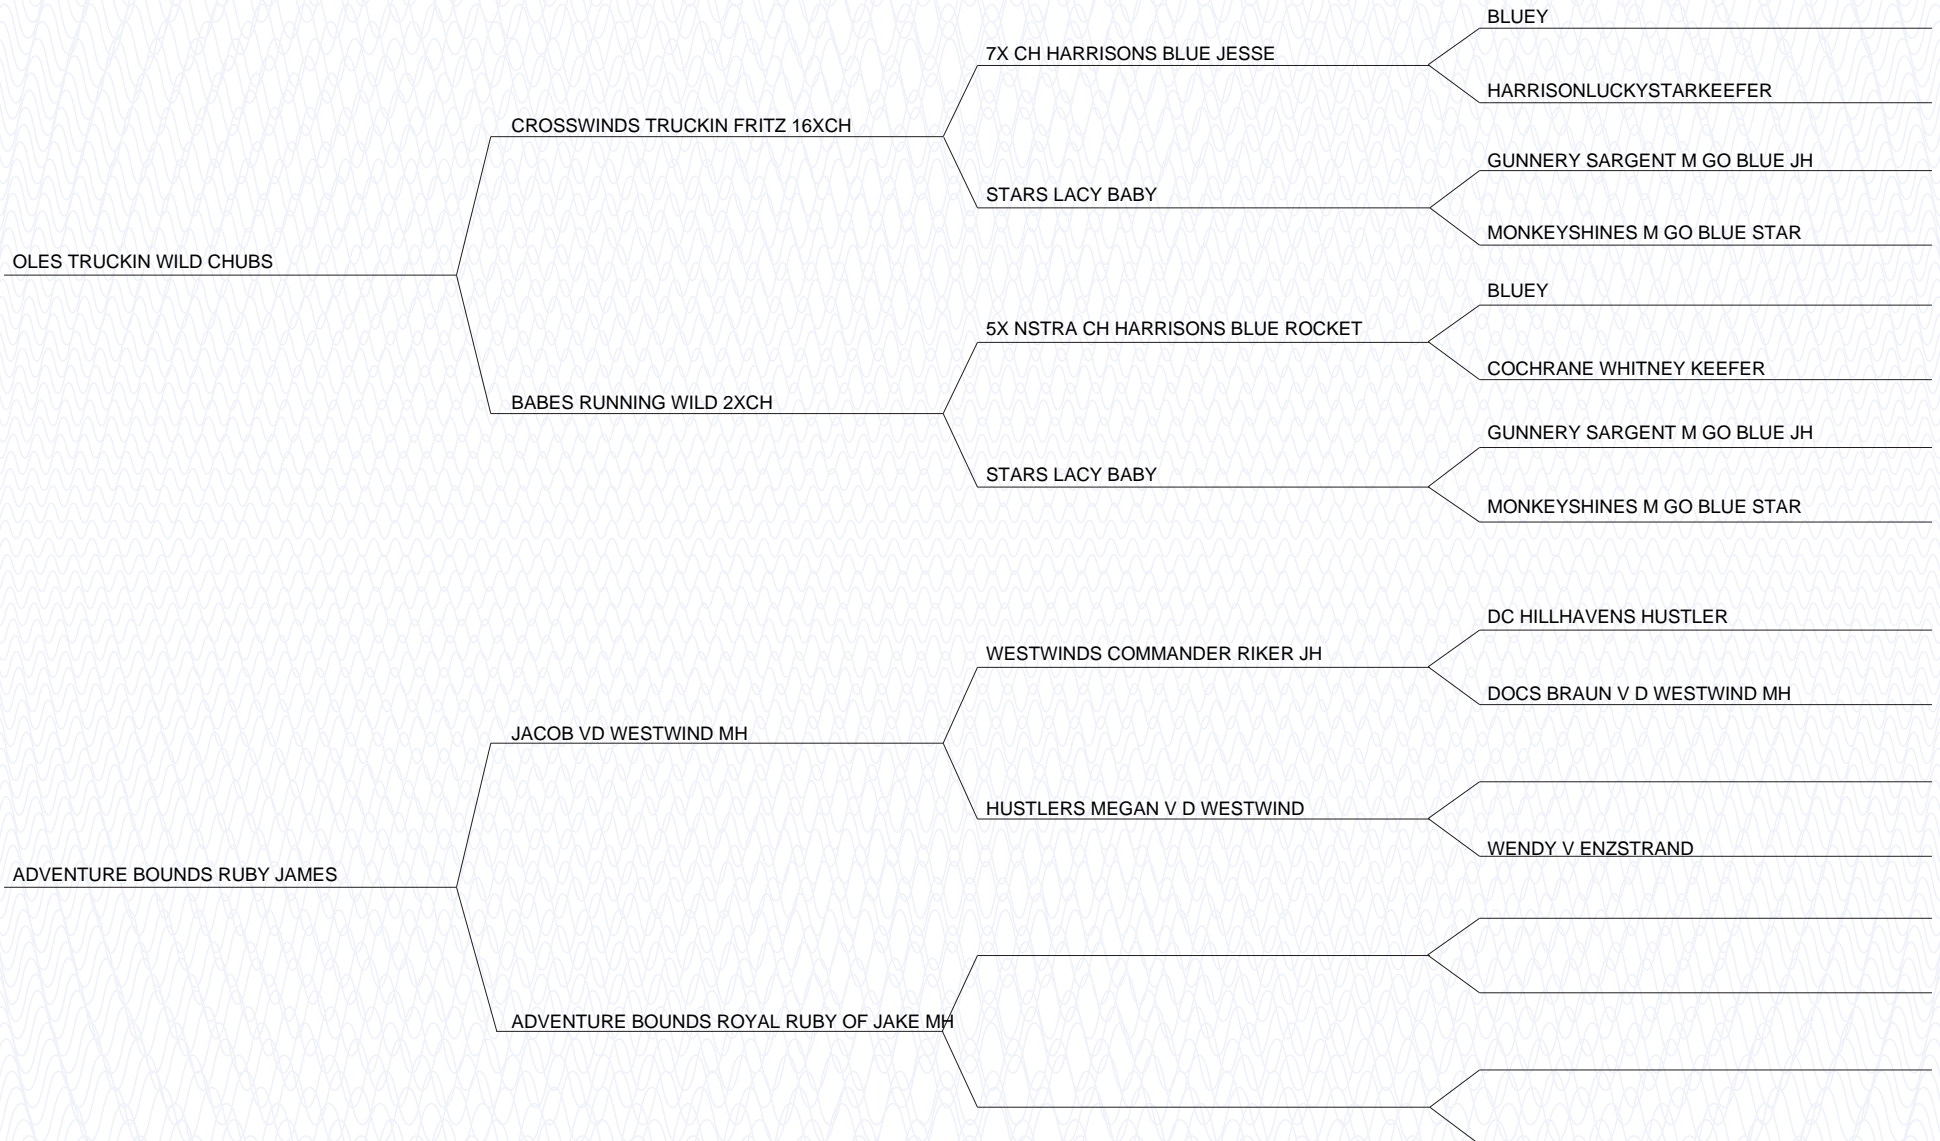 BLUEY
7X CH HARRISONS BLUE JESSE
HARRISONLUCKYSTARKEEFER
CROSSWINDS TRUCKIN FRITZ 16XCH
GUNNERY SARGENT M GO BLUE JH
STARS LACY BABY
MONKEYSHINES M GO BLUE STAR
OLES TRUCKIN WILD CHUBS
BLUEY
5X NSTRA CH HARRISONS BLUE ROCKET
COCHRANE WHITNEY KEEFER
BABES RUNNING WILD 2XCH
GUNNERY SARGENT M GO BLUE JH
STARS LACY BABY
MONKEYSHINES M GO BLUE STAR
DC HILLHAVENS HUSTLER
WESTWINDS COMMANDER RIKER JH
DOCS BRAUN V D WESTWIND MH
JACOB VD WESTWIND MH
HUSTLERS MEGAN V D WESTWIND
WENDY V ENZSTRAND
ADVENTURE BOUNDS RUBY JAMES
ADVENTURE BOUNDS ROYAL RUBY OF JAKE MH